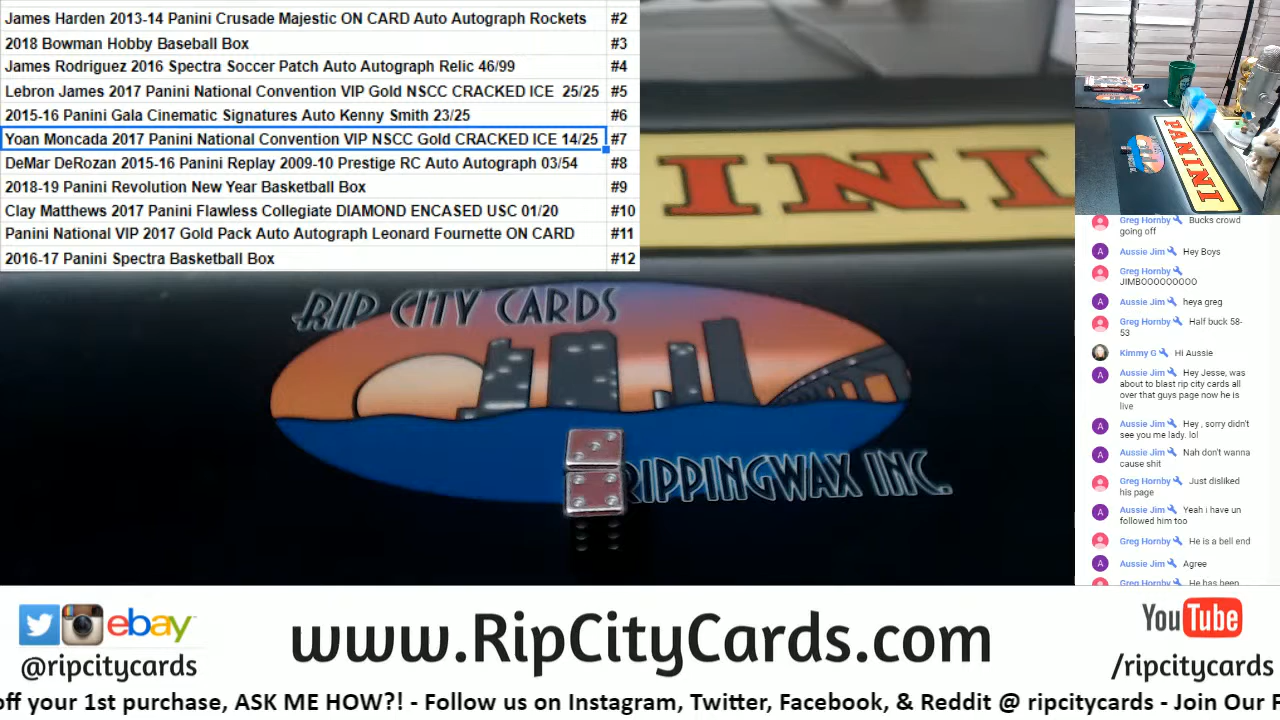 James Harden 2013-14 Panini Crusade Majestic ON CARD Auto Autograph Rockets #2
2018 Bowman Hobby Baseball Box #3
James Rodriguez 2016 Spectra Soccer Patch Auto Autograph Relic 46/99 #4
Lebron James 2017 Panini National Convention VIP Gold NSCC CRACKED ICE 25/25 #5
2015-16 Panini Gala Cinematic Signatures Auto Kenny Smith 23/25 #6
Yoan Moncada 2017 Panini National Convention VIP NSCC Gold CRACKED ICE 14/25 #7
DeMar DeRozan 2015-16 Panini Replay 2009-10 Prestige RC Auto Autograph 03/54 #8
2018-19 Panini Revolution New Year Basketball Box #9
Clay Matthews 2017 Panini Flawless Collegiate DIAMOND ENCASED USC 01/20 #10
Panini National VIP 2017 Gold Pack Auto Autograph Leonard Fournette ON CARD #11
2016-17 Panini Spectra Basketball Box #12
INI
RIP CITY CARDS
RIPPINGWAX INC.
PANINI
Greg Hornby Bucks crowd
going off
A Aussie Jim Hey Boys
Greg Hornby
JIMBOOOOOOOOO
A Aussie Jim heya greg
Greg Hornby Half buck 58-
53
Kimmy G Hi Aussie
A Aussie Jim Hey Jesse, was
about to blast rip city cards all
over that guys page now he is
live
A Aussie Jim Hey , sorry didn't
see you me lady. lol
A Aussie Jim Nah don't wanna
cause shit
Greg Hornby Just disliked
his page
A Aussie Jim Yeah i have un
followed him too
Greg Hornby He is a bell end
A Aussie Jim Agree
Greg Hornby He has been
ebay
@ripcitycards
www.RipCityCards.com
YouTube
/ripcitycards
off your 1st purchase, ASK ME HOW?! - Follow us on Instagram, Twitter, Facebook, & Reddit @ ripcitycards - Join Our F